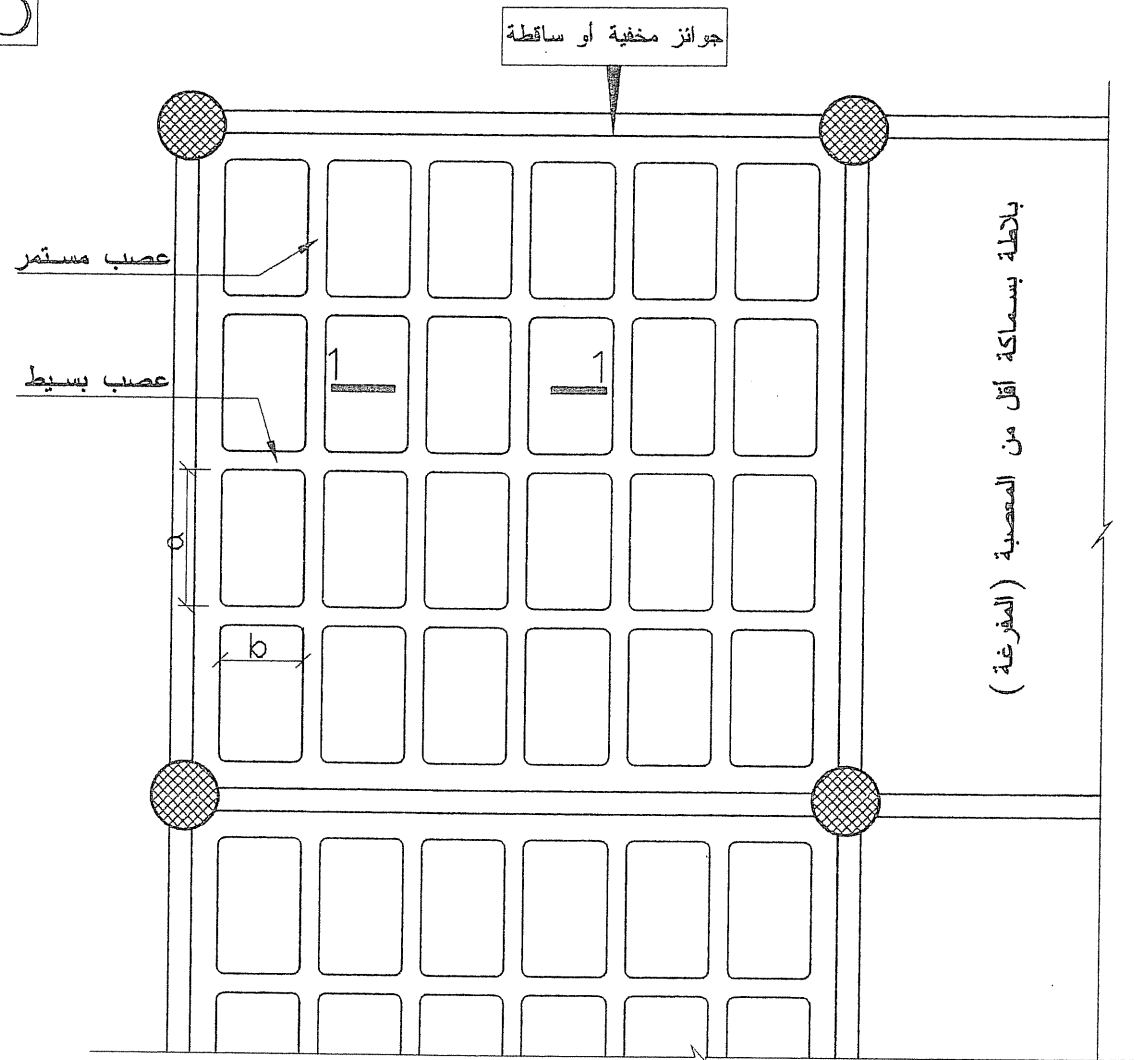 جوائز مخفية أو ساقطة
عصب مستمر
عصب بسيط
1
1
a
b
بلاطة بسماكة أقل من المعصبة (المفرغة)